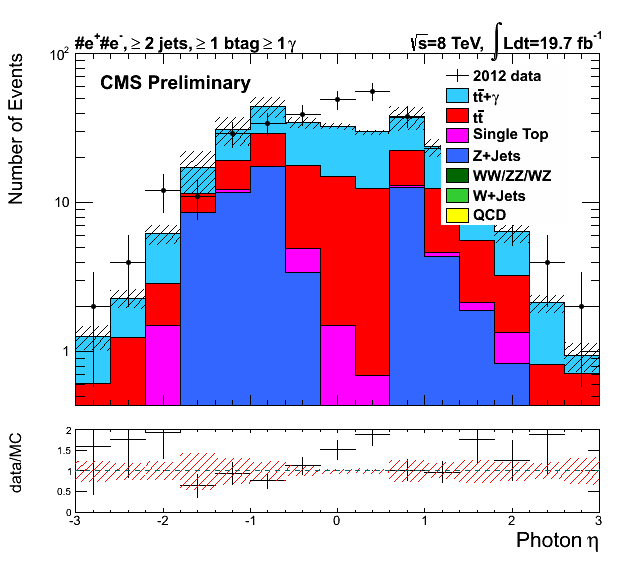 #e⁺#e⁻, ≥ 2 jets, ≥ 1 btag ≥ 1 γ √s=8 TeV, ∫ Ldt=19.7 fb⁻¹
10²
CMS Preliminary
2012 data
tt̄+γ
tt̄
Single Top
Z+Jets
WW/ZZ/WZ
W+Jets
QCD
Number of Events
10
1
data/MC
2
1.5
1
0.5
0
-3 -2 -1 0 1 2 3
Photon η